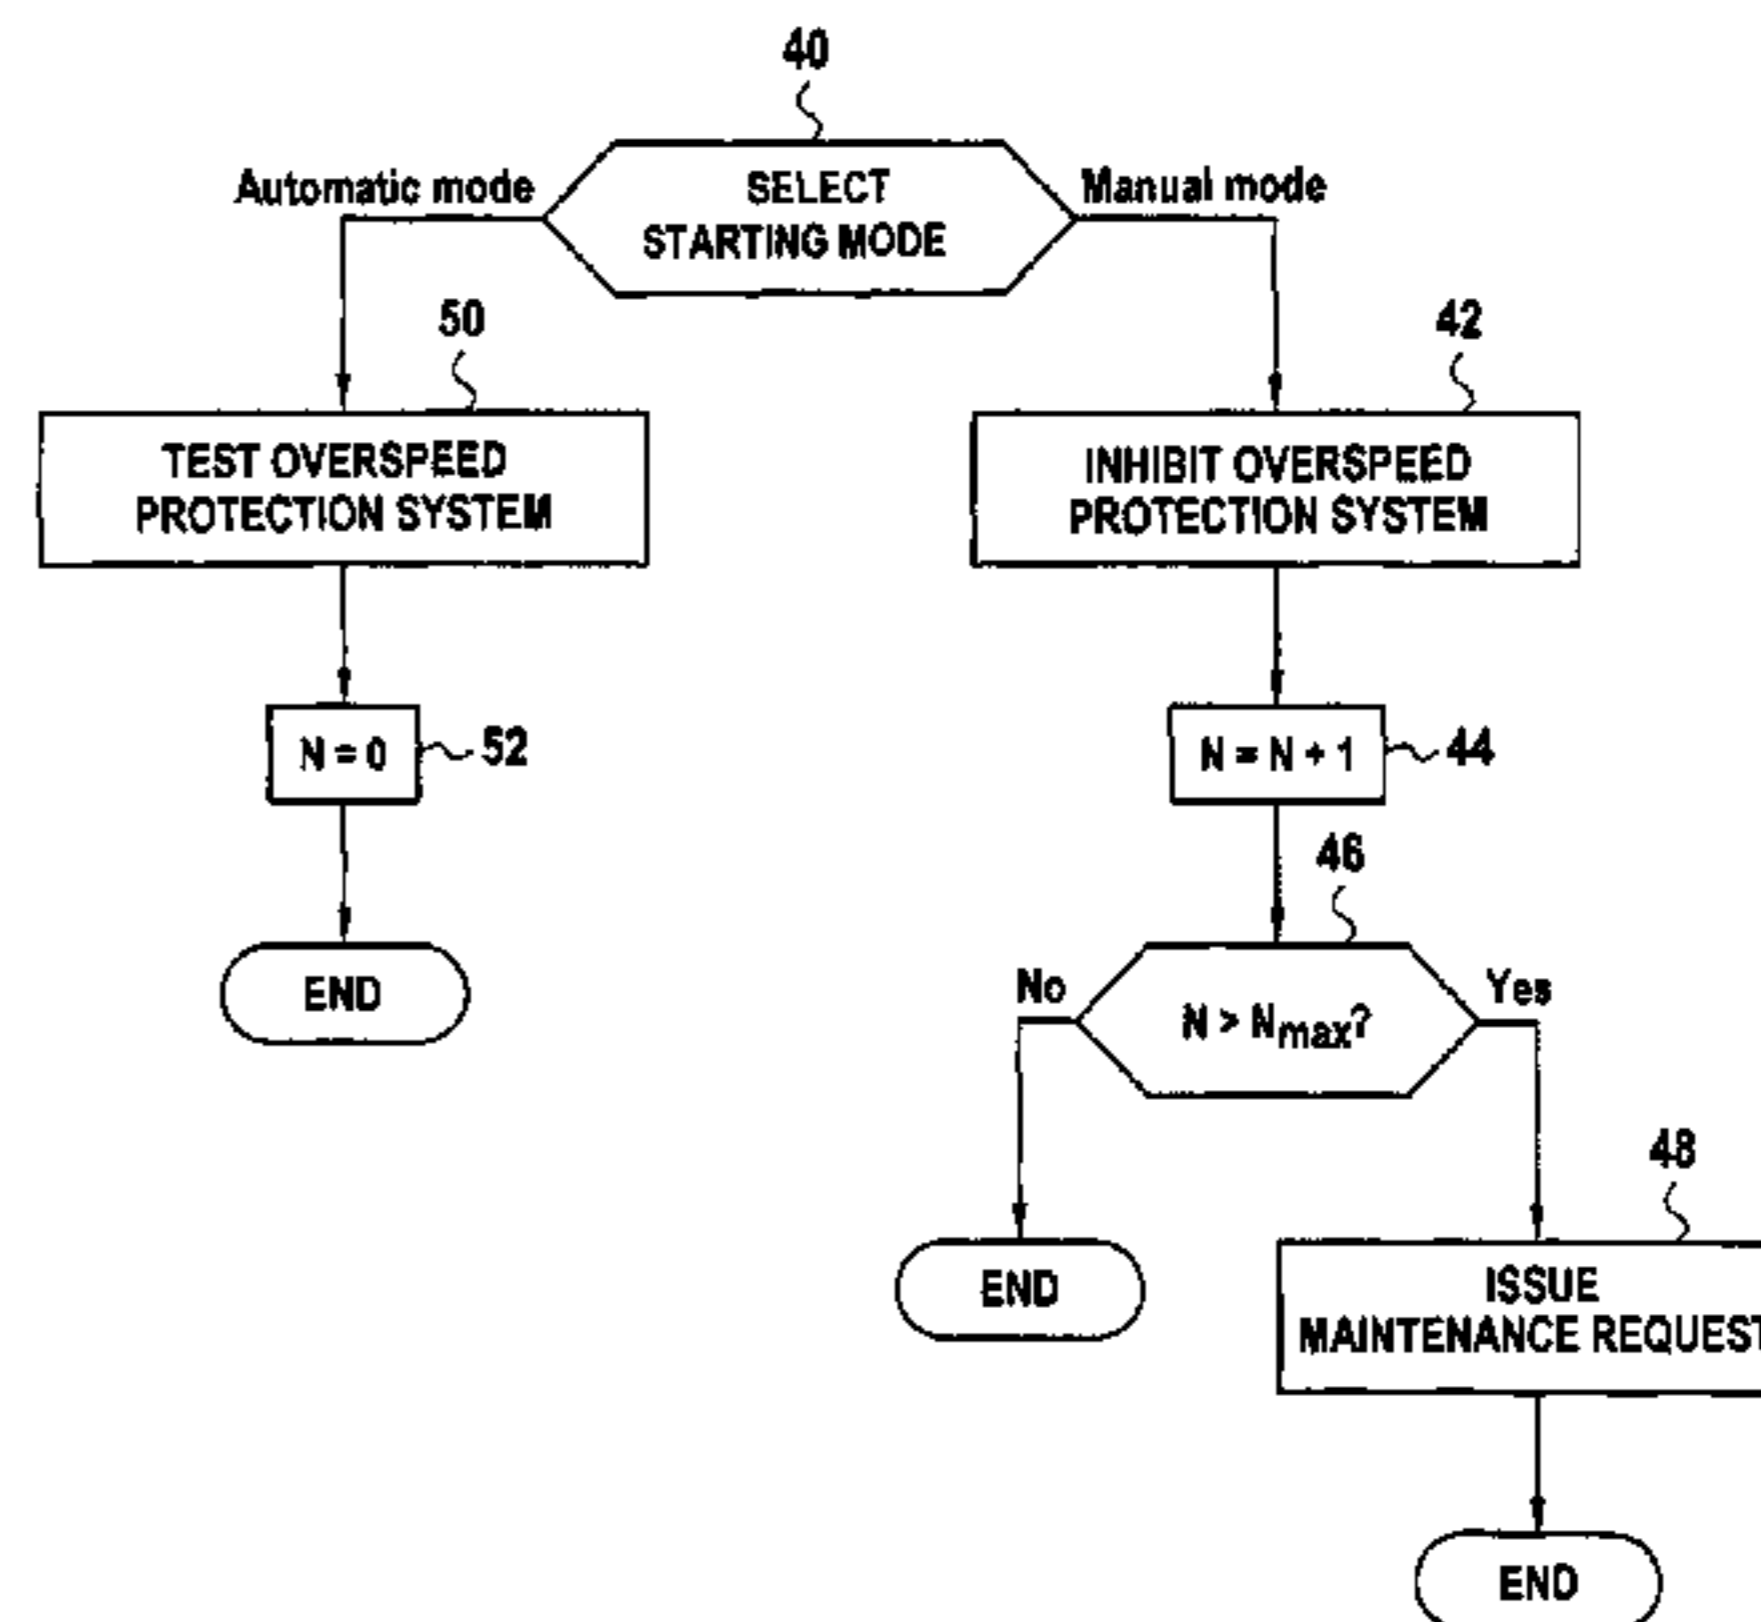 40
Automatic mode
SELECT
STARTING MODE
Manual mode
50
TEST OVERSPEED
PROTECTION SYSTEM
42
INHIBIT OVERSPEED
PROTECTION SYSTEM
N = 0
52
N = N + 1
44
END
46
No
N > Nmax?
Yes
END
48
ISSUE
MAINTENANCE REQUEST
END